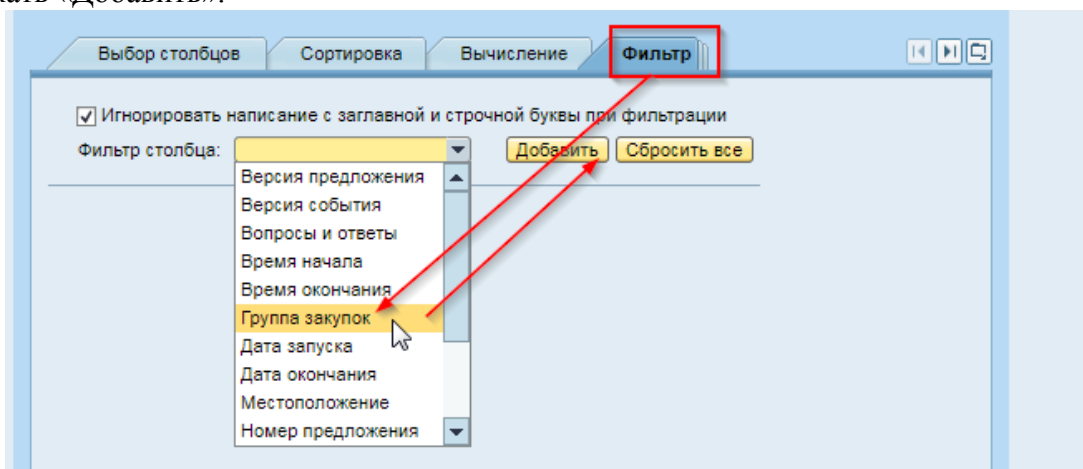 «Добавить».
Выбор столбцов Сортировка Вычисление Фильтр
Игнорировать написание с заглавной и строчной буквы при фильтрации
Фильтр столбца: Добавить Сбросить все
Версия предложения
Версия события
Вопросы и ответы
Время начала
Время окончания
Группа закупок
Дата запуска
Дата окончания
Местоположение
Номер предложения